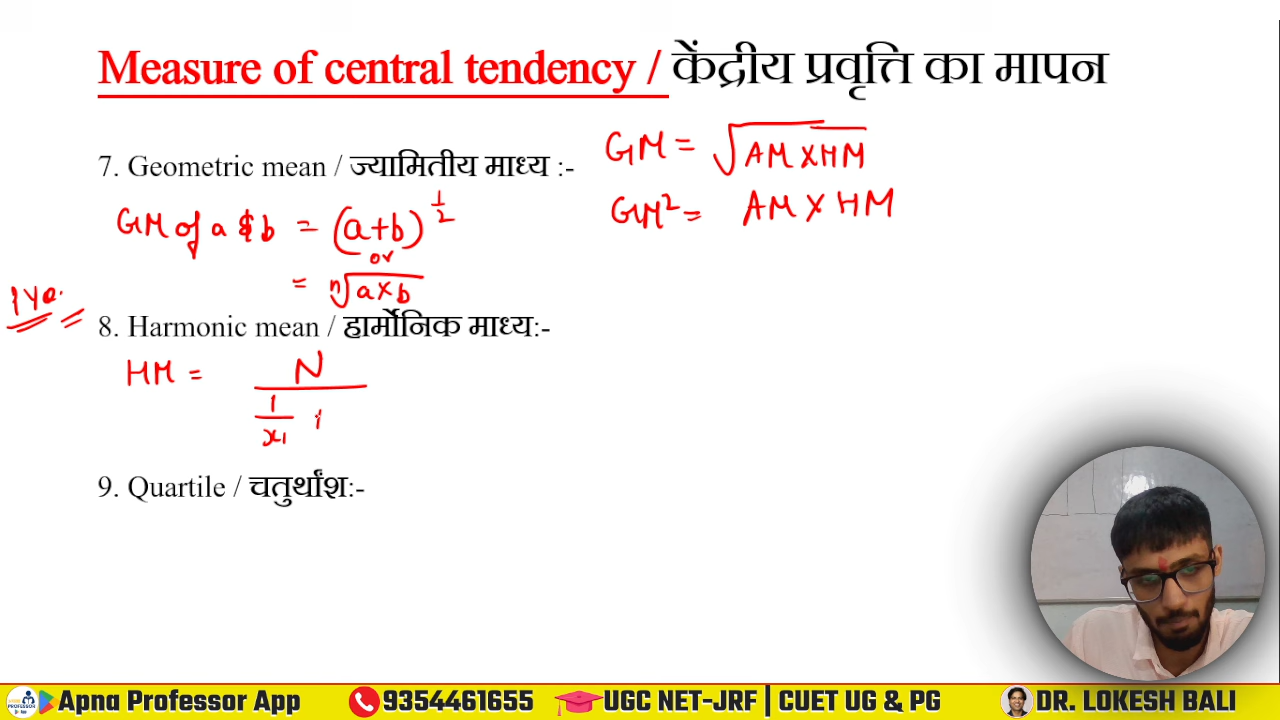 Measure of central tendency / केंद्रीय प्रवृत्ति का मापन
7. Geometric mean / ज्यामितीय माध्य :-
GM = √AM×HM
GM² = AM × HM
GM of a & b = (a+b)^1/2
or
= ⁿ√a×b
PYQ.
8. Harmonic mean / हार्मोनिक माध्य:-
HM = N
1
x₁
9. Quartile / चतुर्थांश:-
Apna Professor App 9354461655 UGC NET-JRF | CUET UG & PG DR. LOKESH BALI